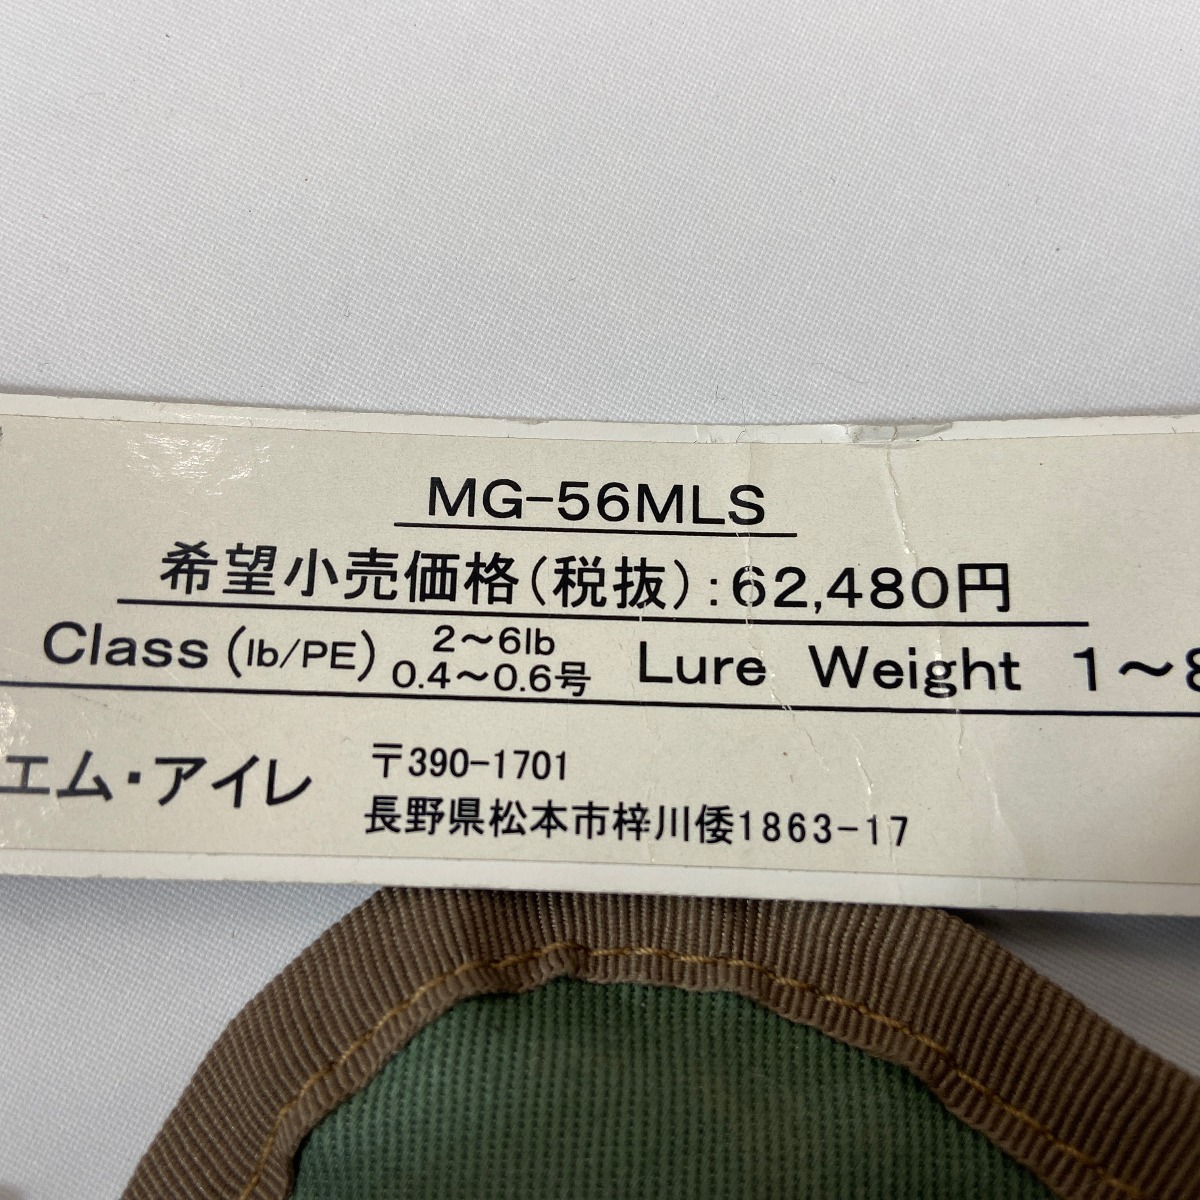 MG-56MLS
希望小売価格(税抜):62,480円
Class (lb/PE) 2~6lb 0.4~0.6号 Lure Weight 1~8
エム・アイレ 〒390-1701
長野県松本市梓川倭1863-17